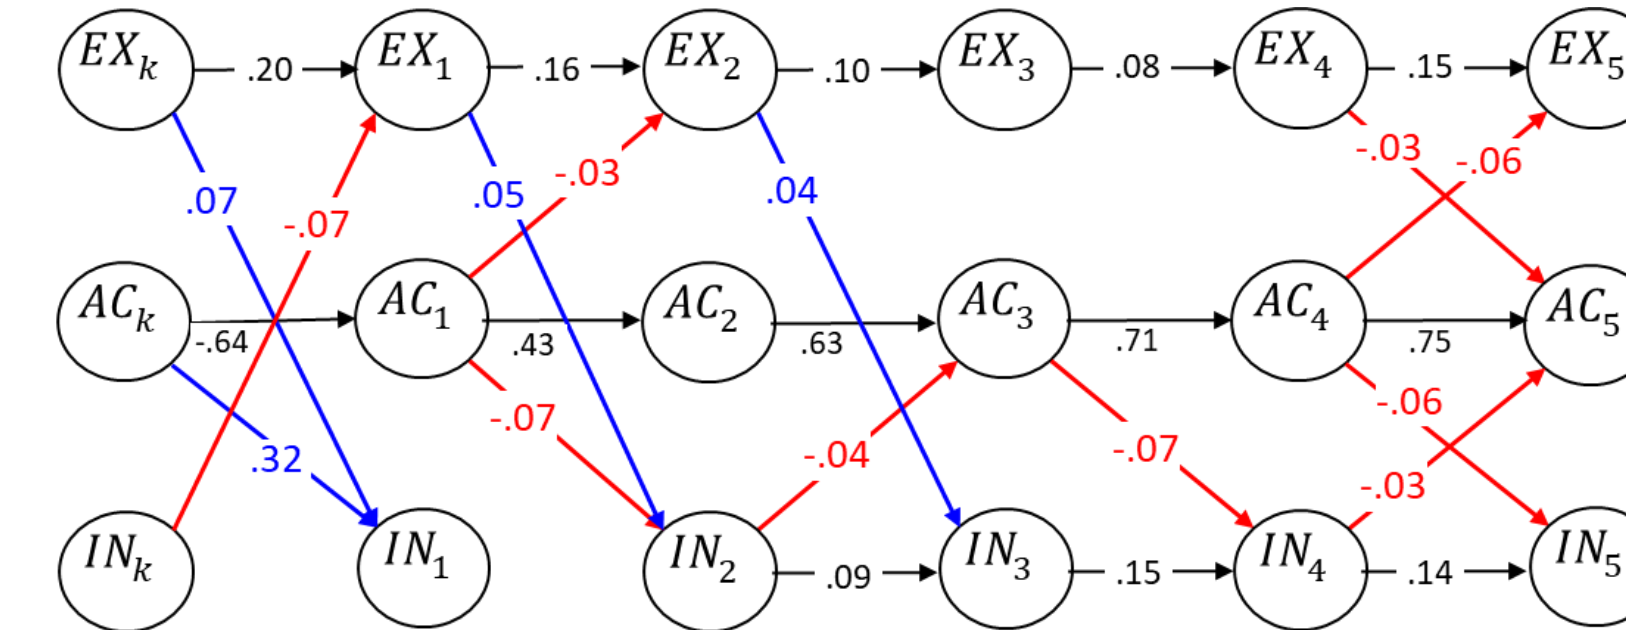 EXₖ .20 EX₁ .16 EX₂ .10 EX₃ .08 EX₄ .15 EX₅
-.03 -.06
-.03
.07 .05 .04
-.07
ACₖ AC₁ AC₂ AC₃ AC₄ AC₅
-.64 .43 .63 .71 .75
-.07 -.06
.32 -.04 -.07
-.03
INₖ IN₁ IN₂ .09 IN₃ .15 IN₄ .14 IN₅